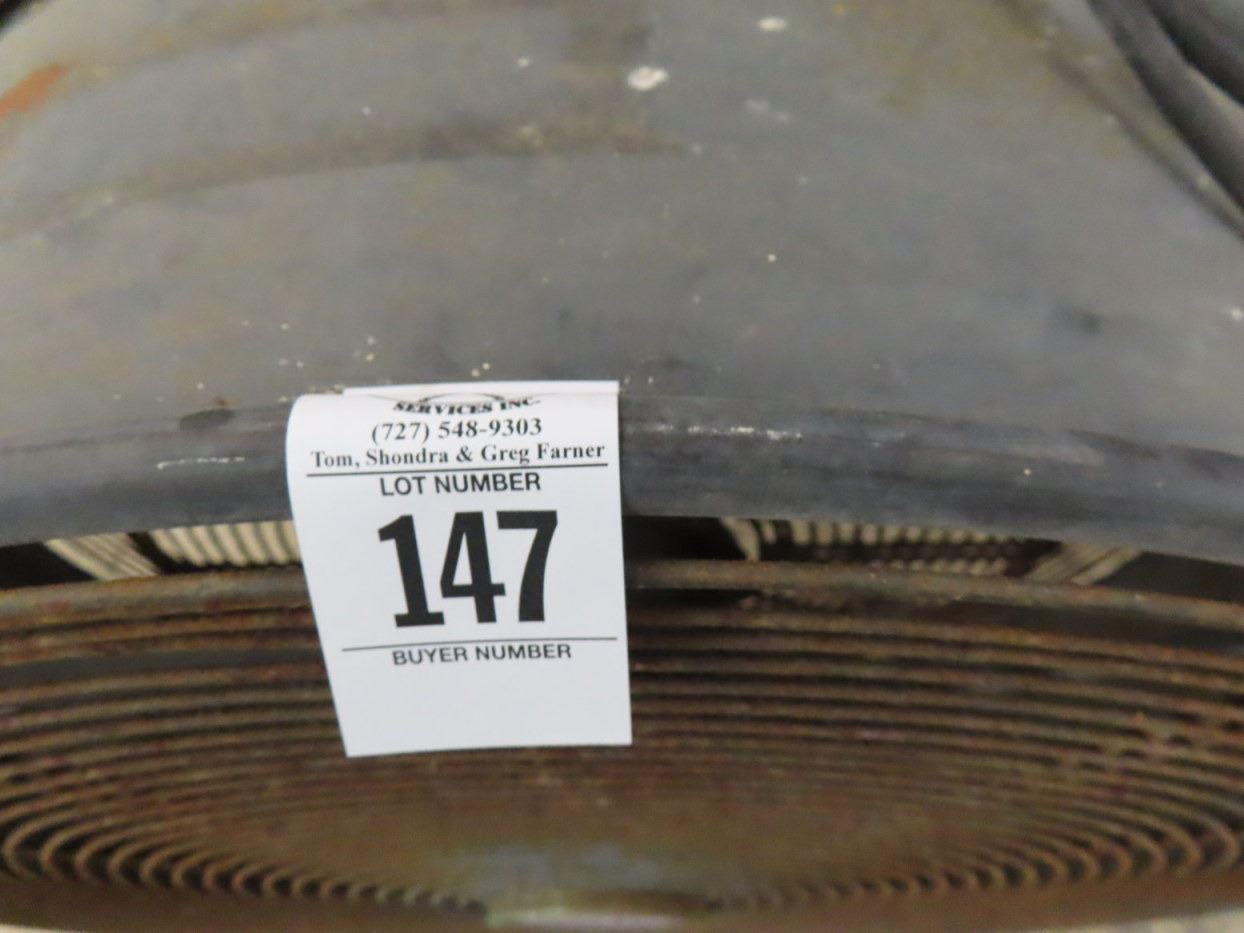 SERVICES INC.
(727) 548-9303
Tom, Shondra & Greg Farner
LOT NUMBER
147
BUYER NUMBER